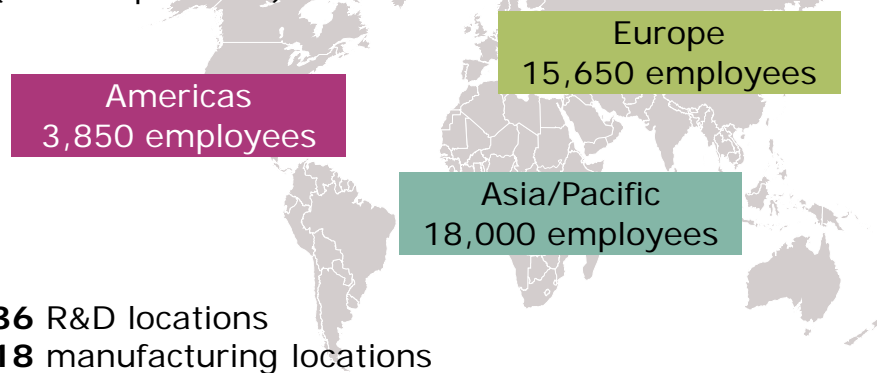 Europe
15,650 employees
Americas
3,850 employees
Asia/Pacific
18,000 employees
36 R&D locations
18 manufacturing locations